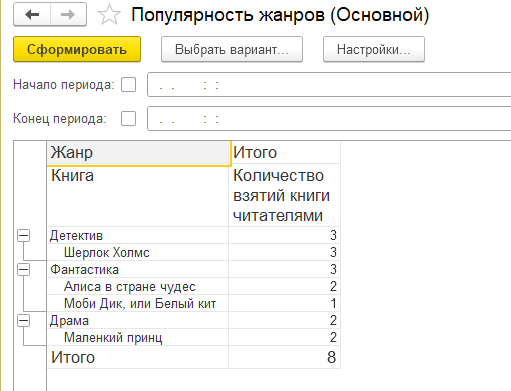 Популярность жанров (Основной)
Сформировать Выбрать вариант... Настройки...
Начало периода: . . : :
Конец периода: . . : :
Жанр Итого
Книга Количество
взятий книги
читателями
Детектив 3
Шерлок Холмс 3
Фантастика 3
Алиса в стране чудес 2
Моби Дик, или Белый кит 1
Драма 2
Маленкий принц 2
Итого 8